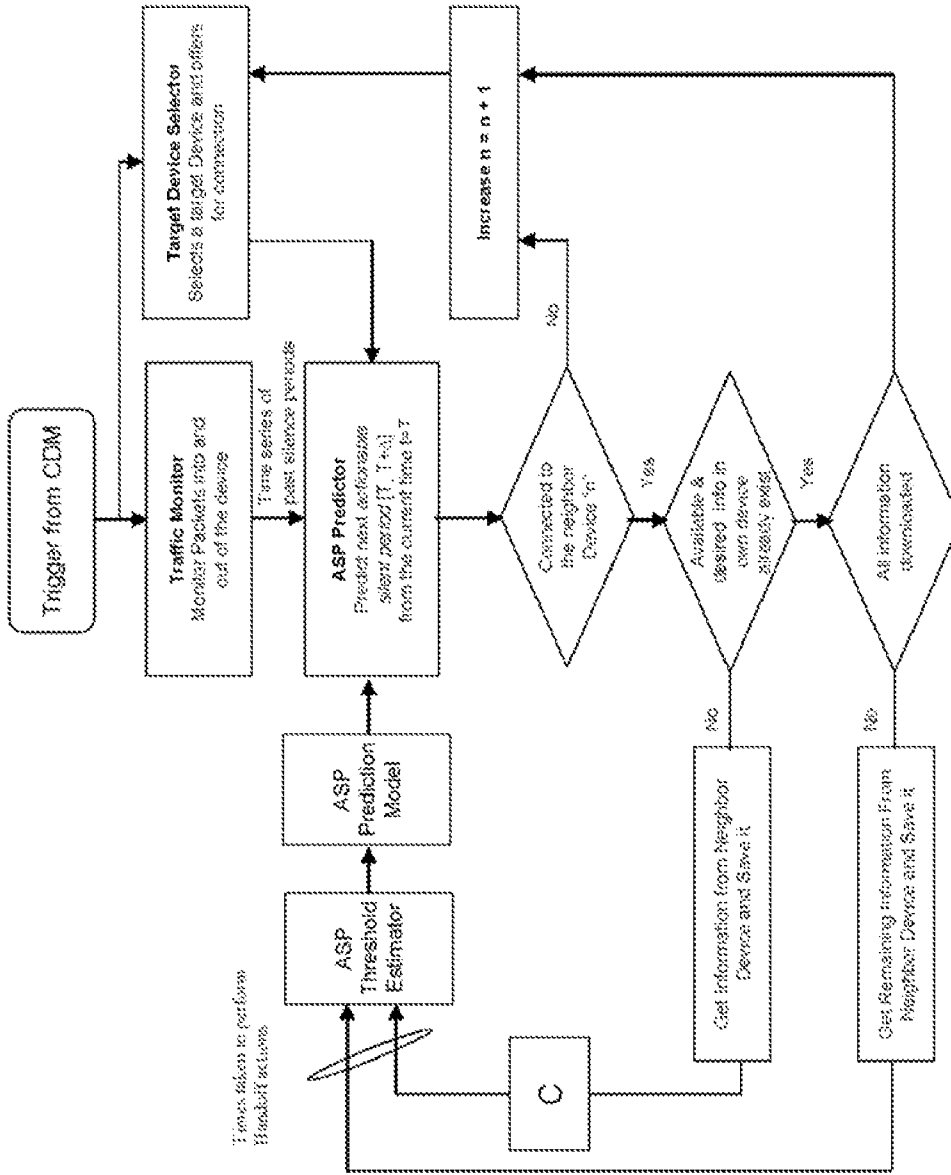 Trigger from CDM
Traffic Monitor
Monitor Packets into and
out of the device
Target Device Selector
Selects a target Device and offers
for connection
Time series of
past silence periods
ASP
Threshold
Estimator
ASP
Prediction
Model
ASP Predictor
Predict next actionable
silent period
from the current time t=T
Times taken to perform
Handoff actions
Connected to
the neighbor
Device 'n'
No
Increase n = n + 1
Yes
Available &
desired info in
own device
already exist
No
Get Information from Neighbor
Device and Save it
C
Yes
All information
downloaded
No
Get Remaining Information From
Neighbor Device and Save it